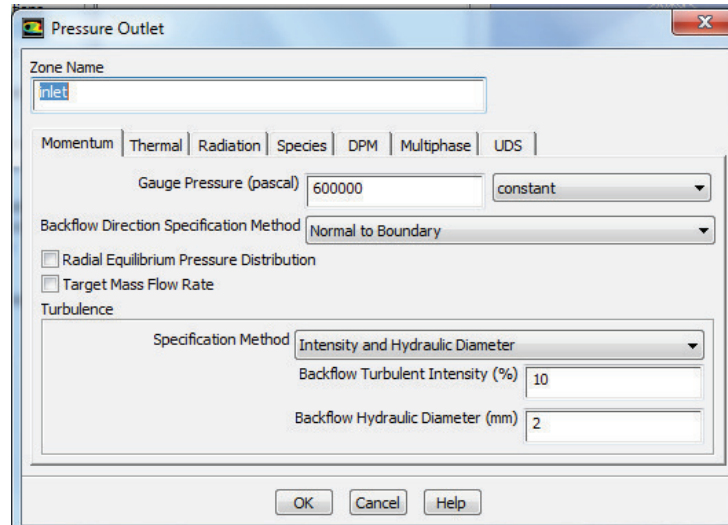 Pressure Outlet
Zone Name
inlet
Momentum Thermal Radiation Species DPM Multiphase UDS
Gauge Pressure (pascal) 600000 constant
Backflow Direction Specification Method Normal to Boundary
Radial Equilibrium Pressure Distribution
Target Mass Flow Rate
Turbulence
Specification Method Intensity and Hydraulic Diameter
Backflow Turbulent Intensity (%) 10
Backflow Hydraulic Diameter (mm) 2
OK Cancel Help